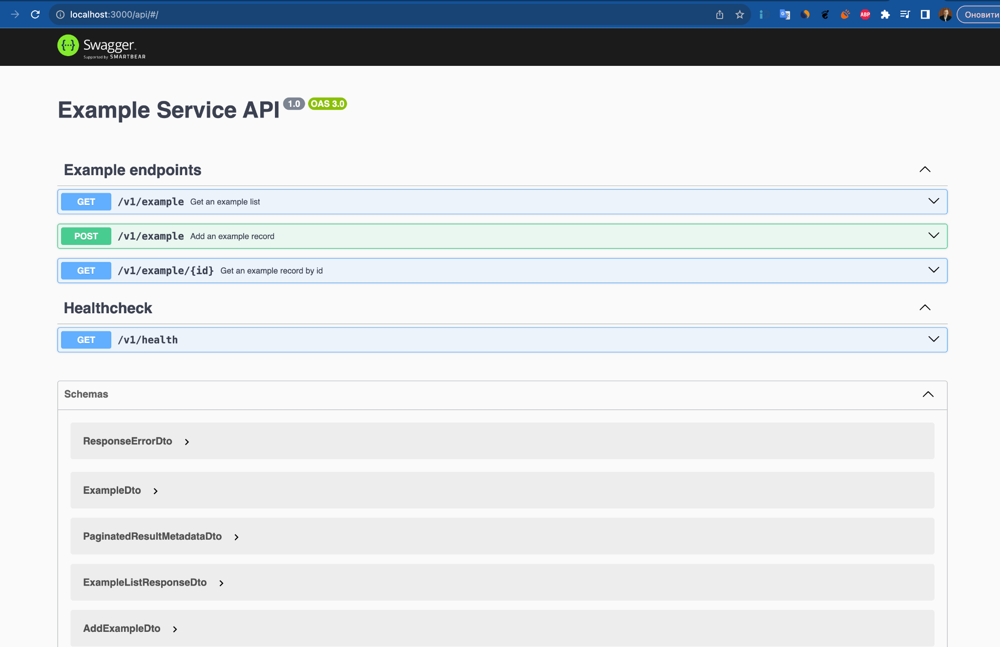 localhost:3000/api/#/
ABP
Оновити
{···} Swagger.
Supported by SMARTBEAR
Example Service API 1.0 OAS 3.0
Example endpoints
GET /v1/example Get an example list
POST /v1/example Add an example record
GET /v1/example/{id} Get an example record by id
Healthcheck
GET /v1/health
Schemas
ResponseErrorDto
ExampleDto
PaginatedResultMetadataDto
ExampleListResponseDto
AddExampleDto